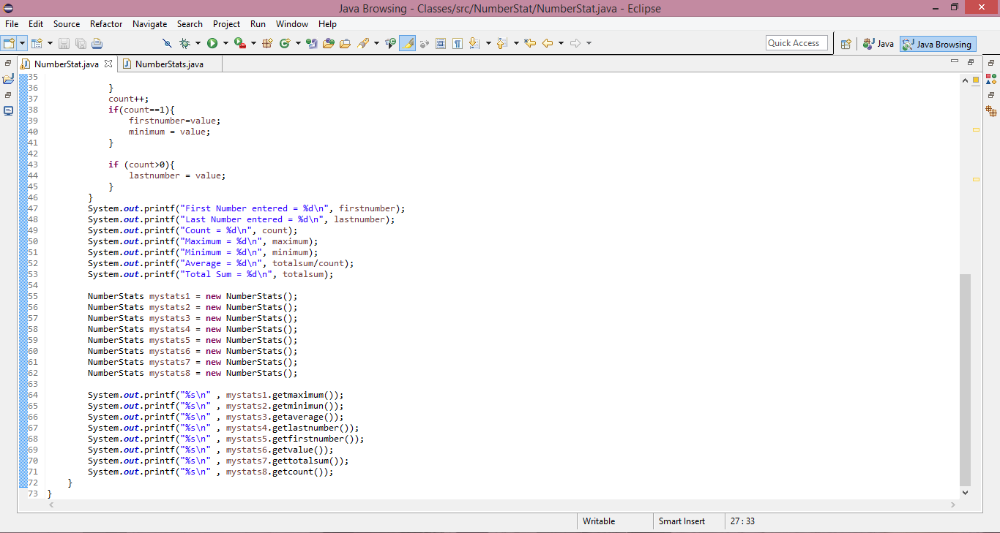 Java Browsing - Classes/src/NumberStat/NumberStat.java - Eclipse
File Edit Source Refactor Navigate Search Project Run Window Help
Quick Access Java Java Browsing
NumberStat.java NumberStats.java
35
36 }
37 count++;
38 if(count==1){
39 firstnumber=value;
40 minimum = value;
41 }
42
43 if (count>0){
44 lastnumber = value;
45 }
46 }
47 System.out.printf("First Number entered = %d\n", firstnumber);
48 System.out.printf("Last Number entered = %d\n", lastnumber);
49 System.out.printf("Count = %d\n", count);
50 System.out.printf("Maximum = %d\n", maximum);
51 System.out.printf("Minimum = %d\n", minimum);
52 System.out.printf("Average = %d\n", totalsum/count);
53 System.out.printf("Total Sum = %d\n", totalsum);
54
55 NumberStats mystats1 = new NumberStats();
56 NumberStats mystats2 = new NumberStats();
57 NumberStats mystats3 = new NumberStats();
58 NumberStats mystats4 = new NumberStats();
59 NumberStats mystats5 = new NumberStats();
60 NumberStats mystats6 = new NumberStats();
61 NumberStats mystats7 = new NumberStats();
62 NumberStats mystats8 = new NumberStats();
63
64 System.out.printf("%s\n" , mystats1.getmaximum());
65 System.out.printf("%s\n" , mystats2.getminimun());
66 System.out.printf("%s\n" , mystats3.getaverage());
67 System.out.printf("%s\n" , mystats4.getlastnumber());
68 System.out.printf("%s\n" , mystats5.getfirstnumber());
69 System.out.printf("%s\n" , mystats6.getvalue());
70 System.out.printf("%s\n" , mystats7.gettotalsum());
71 System.out.printf("%s\n" , mystats8.getcount());
72 }
73 }
Writable Smart Insert 27 : 33